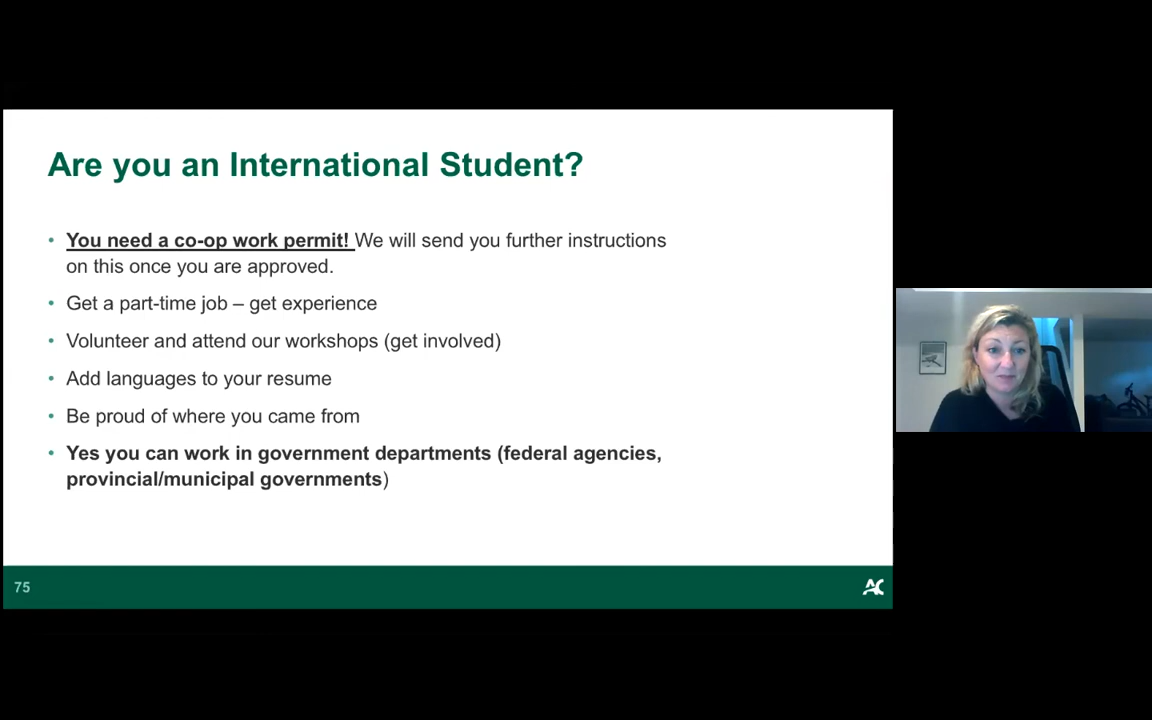 Are you an International Student?
• You need a co-op work permit! We will send you further instructions
on this once you are approved.
• Get a part-time job – get experience
• Volunteer and attend our workshops (get involved)
• Add languages to your resume
• Be proud of where you came from
• Yes you can work in government departments (federal agencies,
provincial/municipal governments)
75
AC